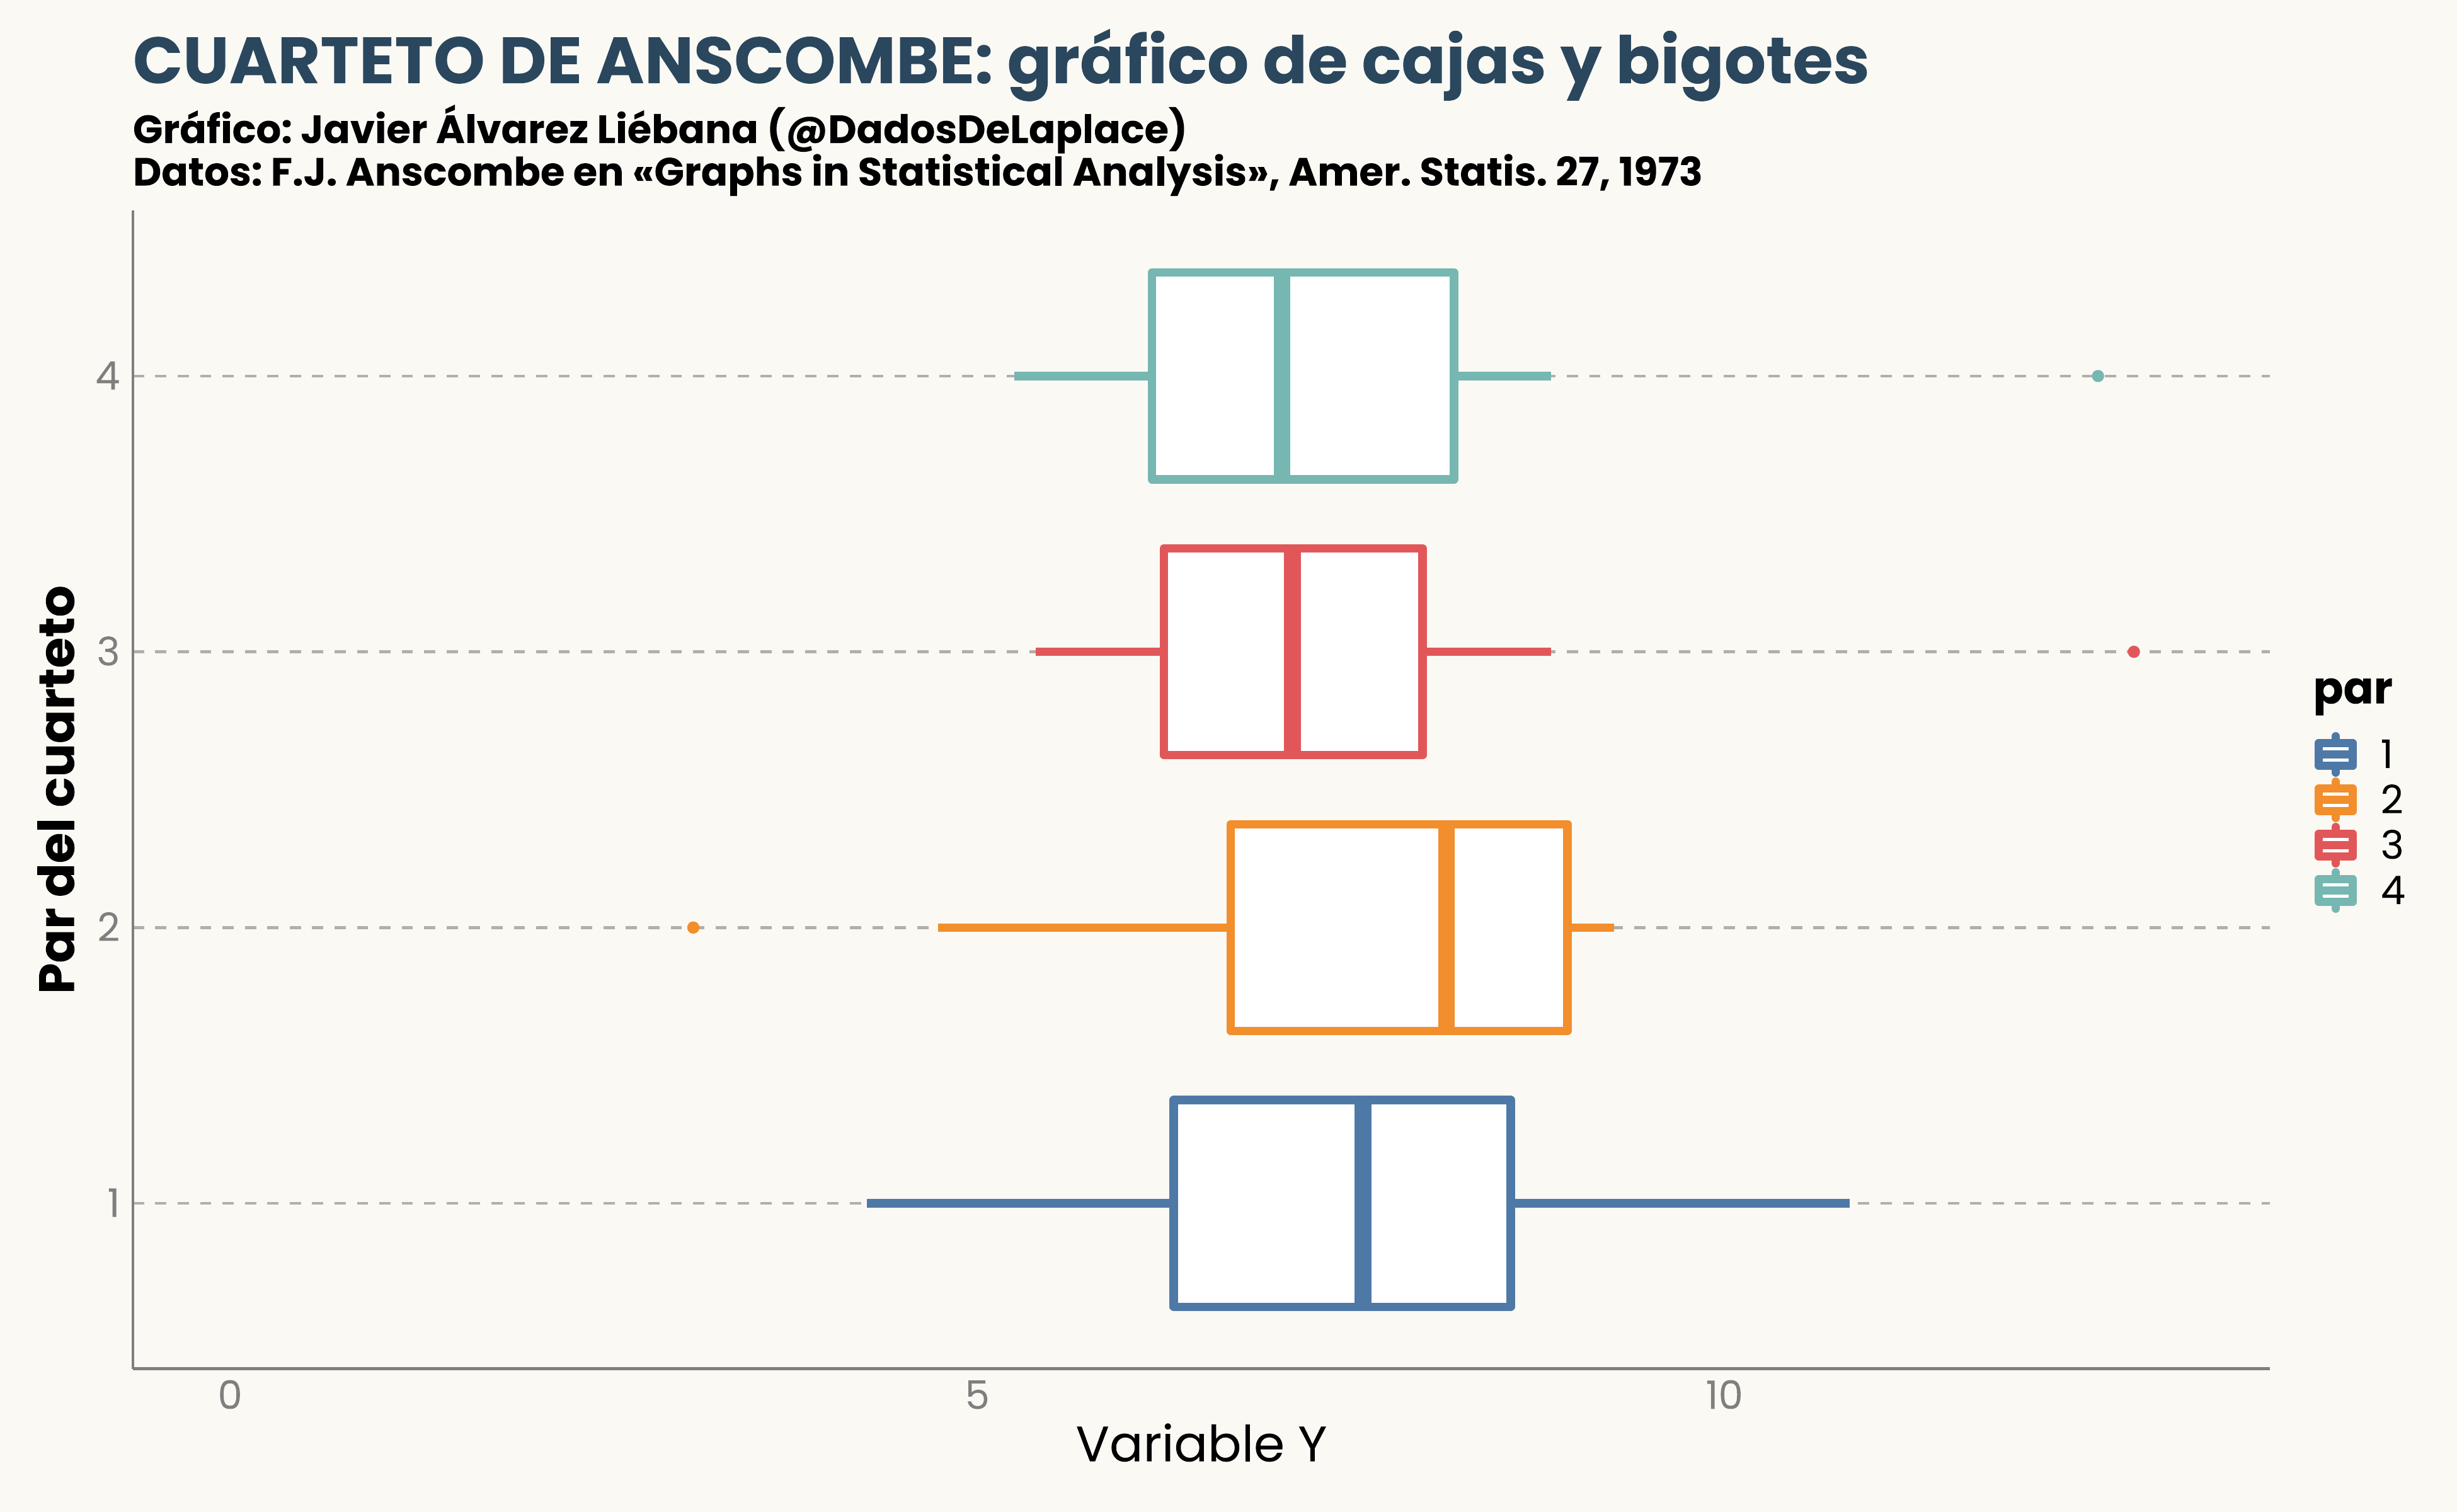 CUARTETO DE ANSCOMBE: gráfico de cajas y bigotes
Gráfico: Javier Álvarez Liébana (@DadosDeLaplace)
Datos: F.J. Anscombe en «Graphs in Statistical Analysis», Amer. Statis. 27, 1973
Par del cuarteto
4
3
2
1
0 5 10
Variable Y
par
1
2
3
4